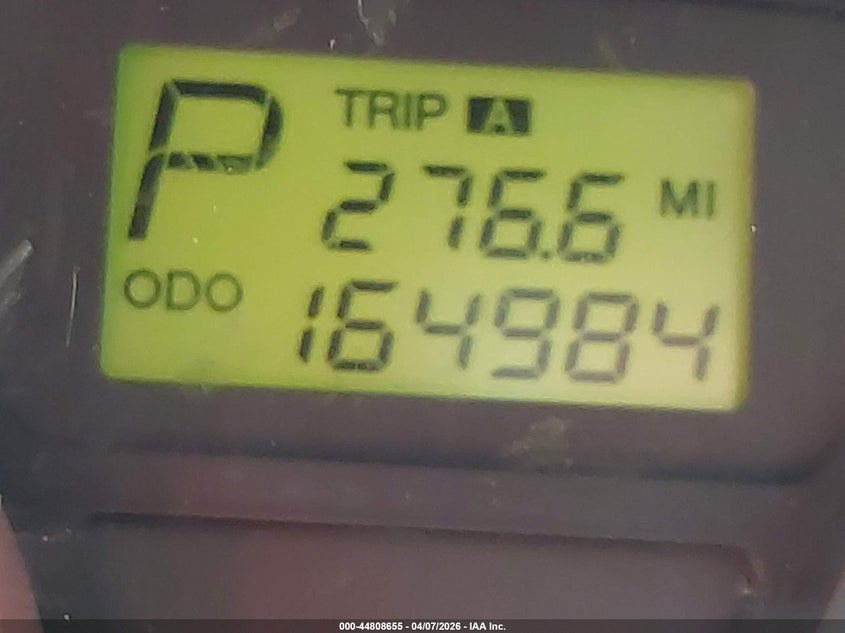 P
TRIP A
276.6 MI
ODO
164984
000-44808655 - 04/07/2026 - IAA Inc.